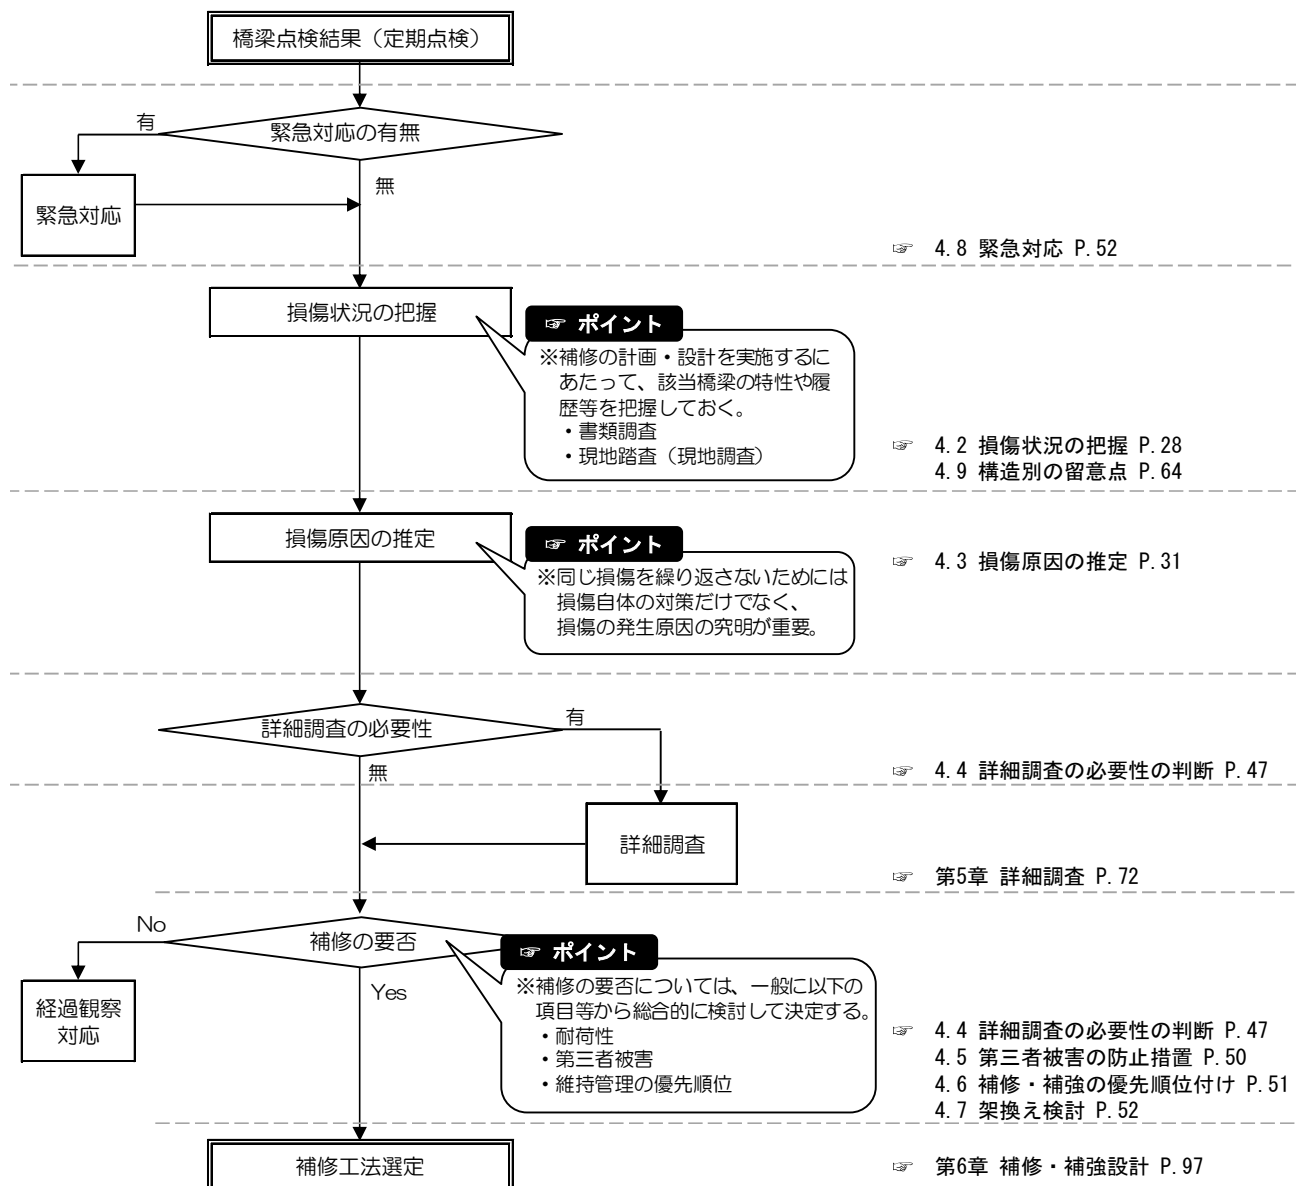 橋梁点検結果（定期点検）
有
緊急対応の有無
無
緊急対応
☞ 4.8 緊急対応 P.52
損傷状況の把握
☞ ポイント
※補修の計画・設計を実施するに
あたって、該当橋梁の特性や履
歴等を把握しておく。
・書類調査
・現地踏査（現地調査）
☞ 4.2 損傷状況の把握 P.28
4.9 構造別の留意点 P.64
損傷原因の推定
☞ ポイント
※同じ損傷を繰り返さないためには
損傷自体の対策だけでなく、
損傷の発生原因の究明が重要。
☞ 4.3 損傷原因の推定 P.31
詳細調査の必要性
有
無
☞ 4.4 詳細調査の必要性の判断 P.47
詳細調査
☞ 第5章 詳細調査 P.72
No
補修の要否
Yes
☞ ポイント
※補修の要否については、一般に以下の
項目等から総合的に検討して決定する。
・耐荷性
・第三者被害
・維持管理の優先順位
経過観察
対応
☞ 4.4 詳細調査の必要性の判断 P.47
4.5 第三者被害の防止措置 P.50
4.6 補修・補強の優先順位付け P.51
4.7 架換え検討 P.52
補修工法選定
☞ 第6章 補修・補強設計 P.97